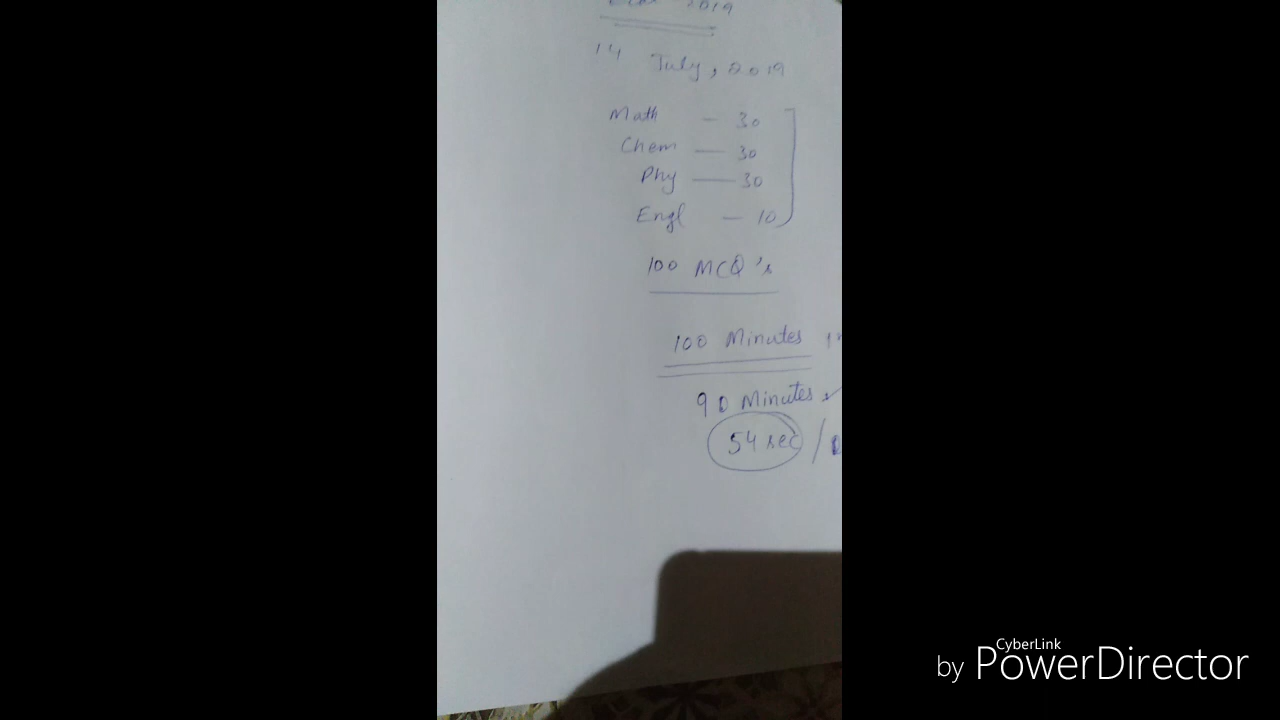 2019
14 July, 2019
Math — 30
Chem — 30
Phy — 30
Engl — 10
100 MCQ's
100 Minutes
90 Minutes
54 sec /
CyberLink
by PowerDirector